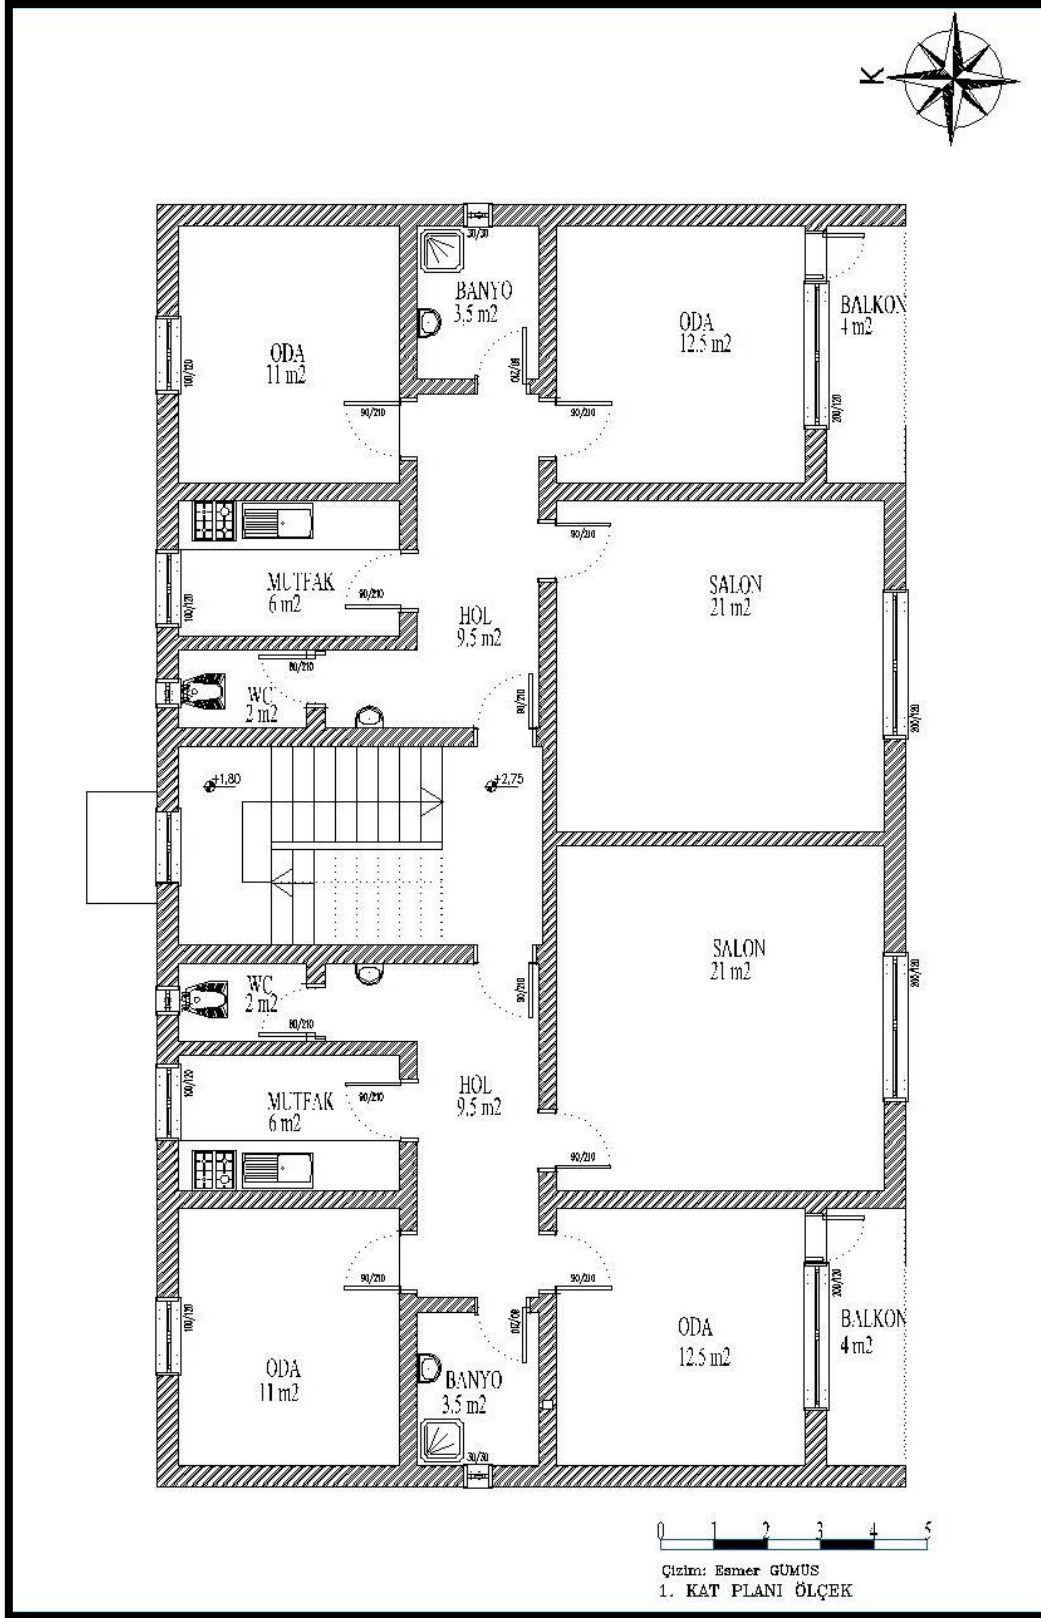 K
30/30
BANYO
3.5 m2
80/210
ODA
11 m2
100/120
90/210
ODA
12.5 m2
90/210
BALKON
4 m2
200/120
90/210
MUTFAK
6 m2
100/120
90/210
SALON
21 m2
HOL
9.5 m2
80/210
WC
2 m2
90/210
200/120
+1,80
+2,75
SALON
21 m2
200/120
WC
2 m2
80/210
90/210
MUTFAK
6 m2
100/120
90/210
HOL
9.5 m2
90/210
90/210
90/210
80/210
200/120
100/120
ODA
11 m2
BANYO
3.5 m2
30/30
ODA
12.5 m2
BALKON
4 m2
0 1 2 3 4 5
Çizim: Esmer GÜMÜS
1. KAT PLANI ÖLÇEK